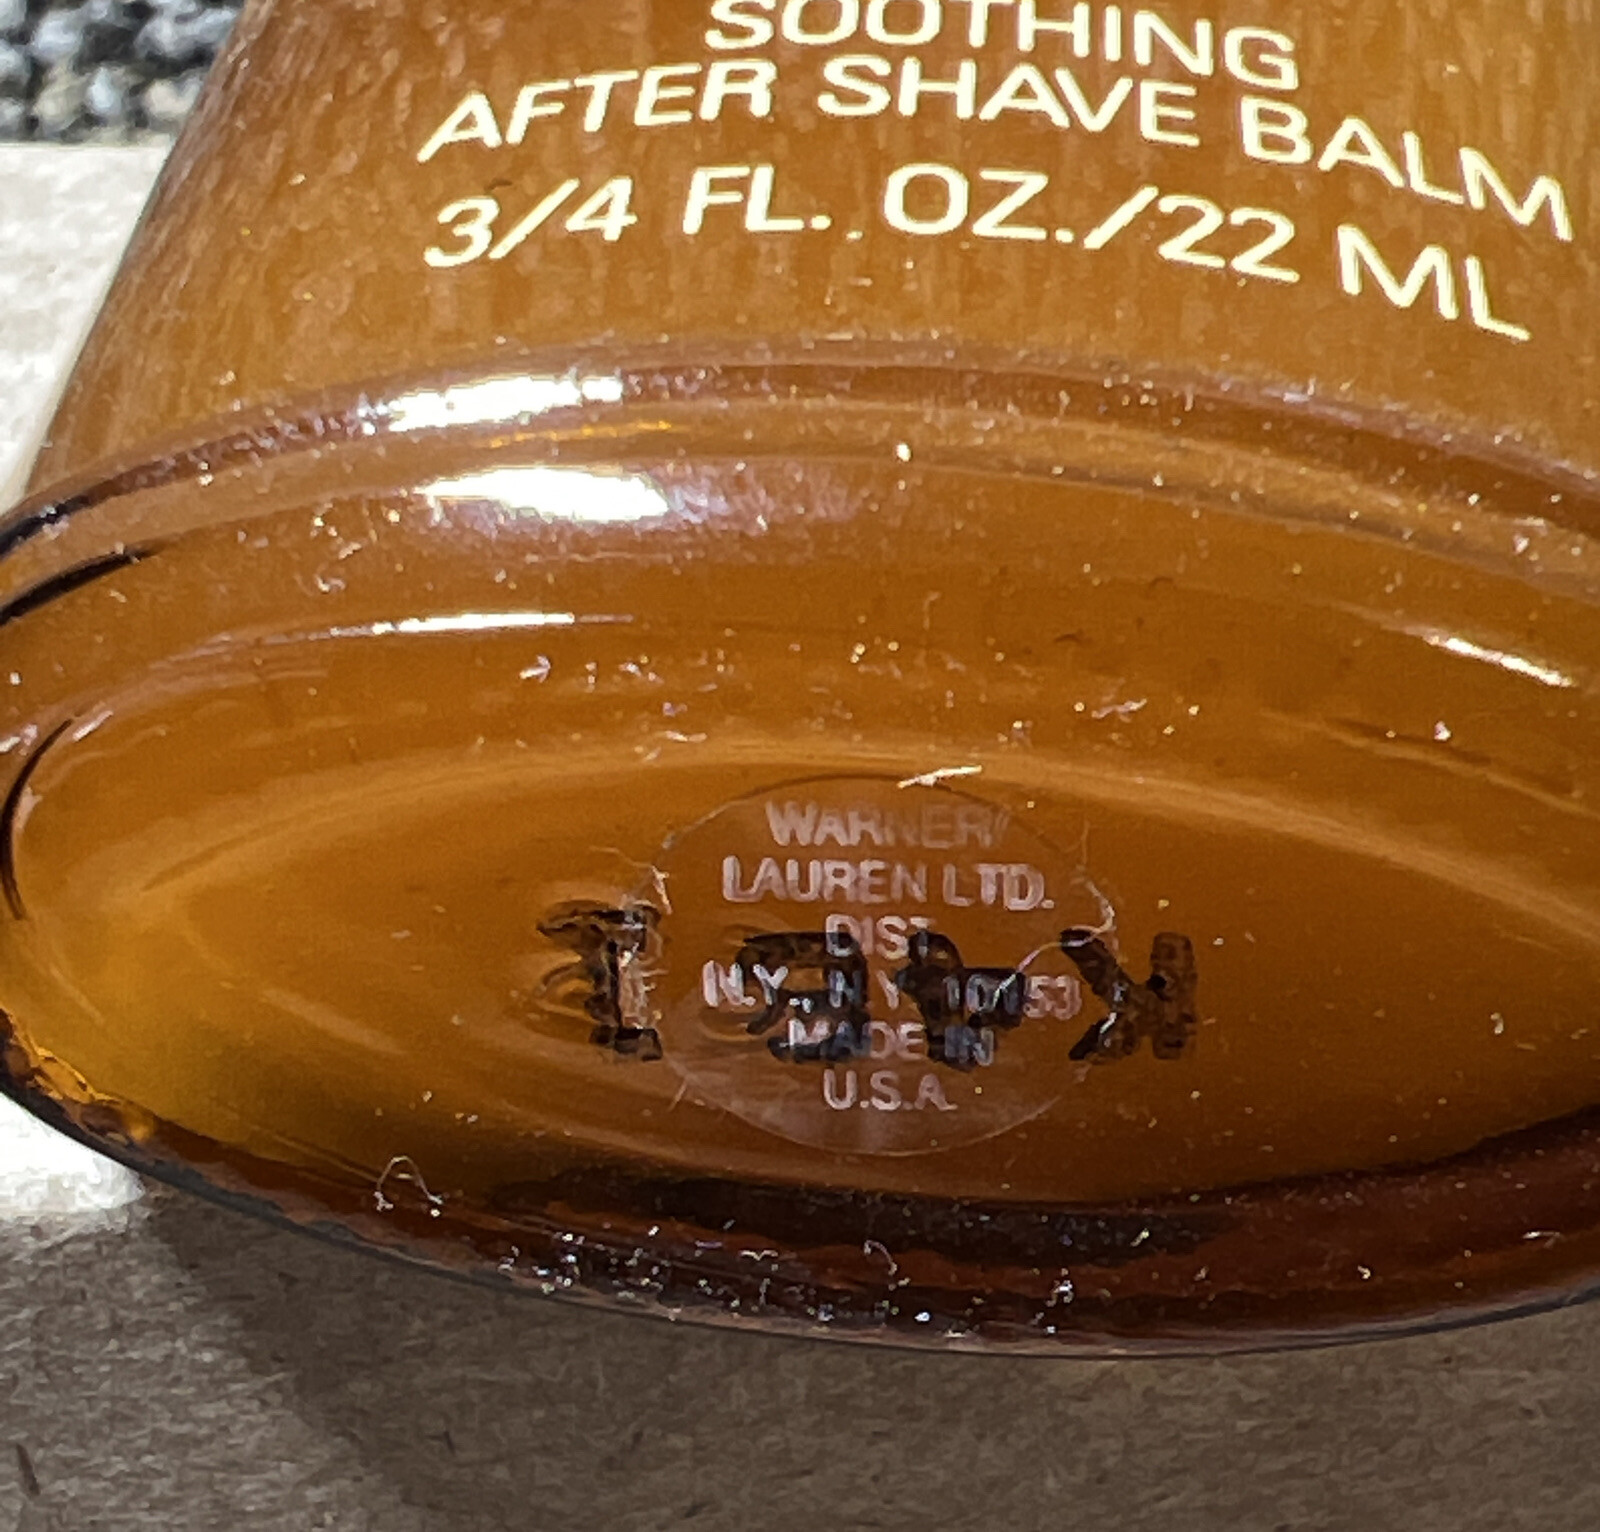 SOOTHING
AFTER SHAVE BALM
3/4 FL. OZ./22 ML
WARNER/
LAUREN LTD.
DIST.
N.Y., N.Y. 10153
MADE IN
U.S.A.